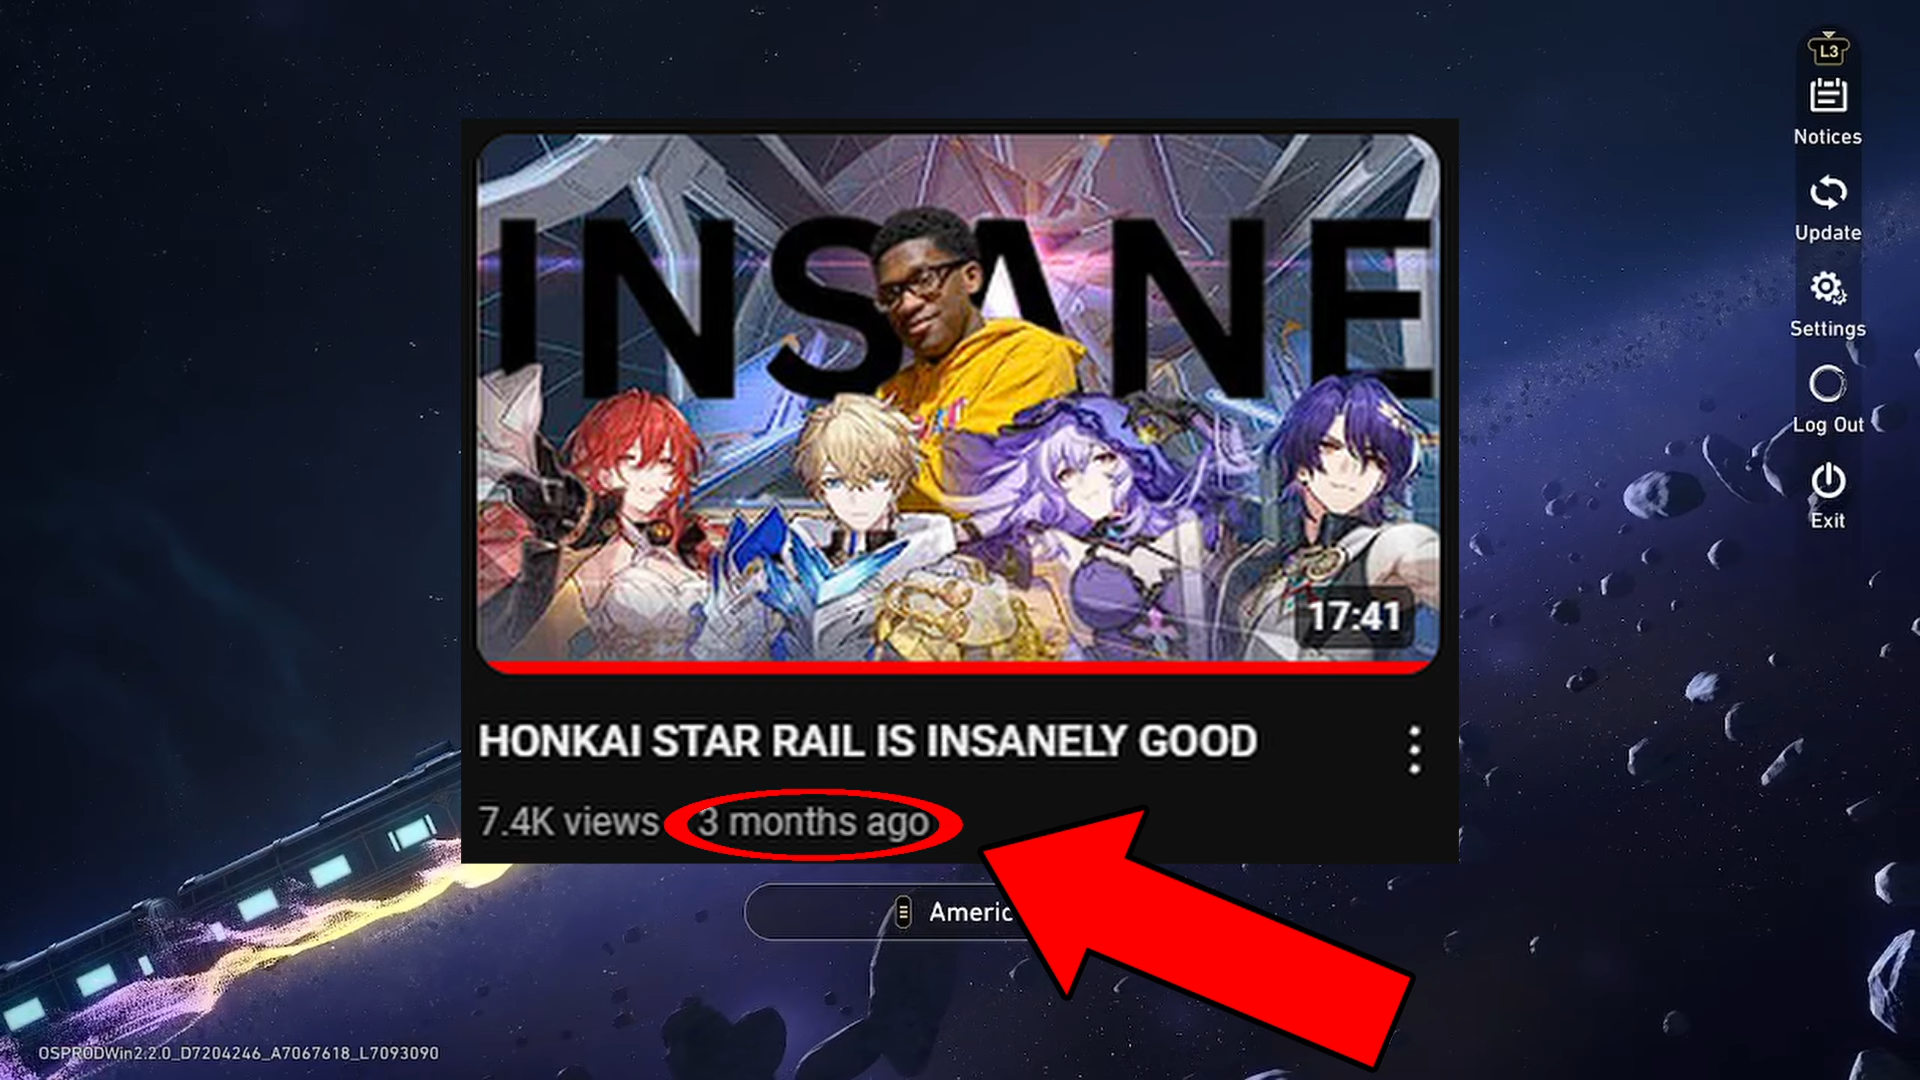 L3
Notices
Update
Settings
Log Out
Exit
INSANE
17:41
HONKAI STAR RAIL IS INSANELY GOOD
7.4K views 3 months ago
Americ
OSPRODWin2.2.0_D7204246_A7067618_L7093090